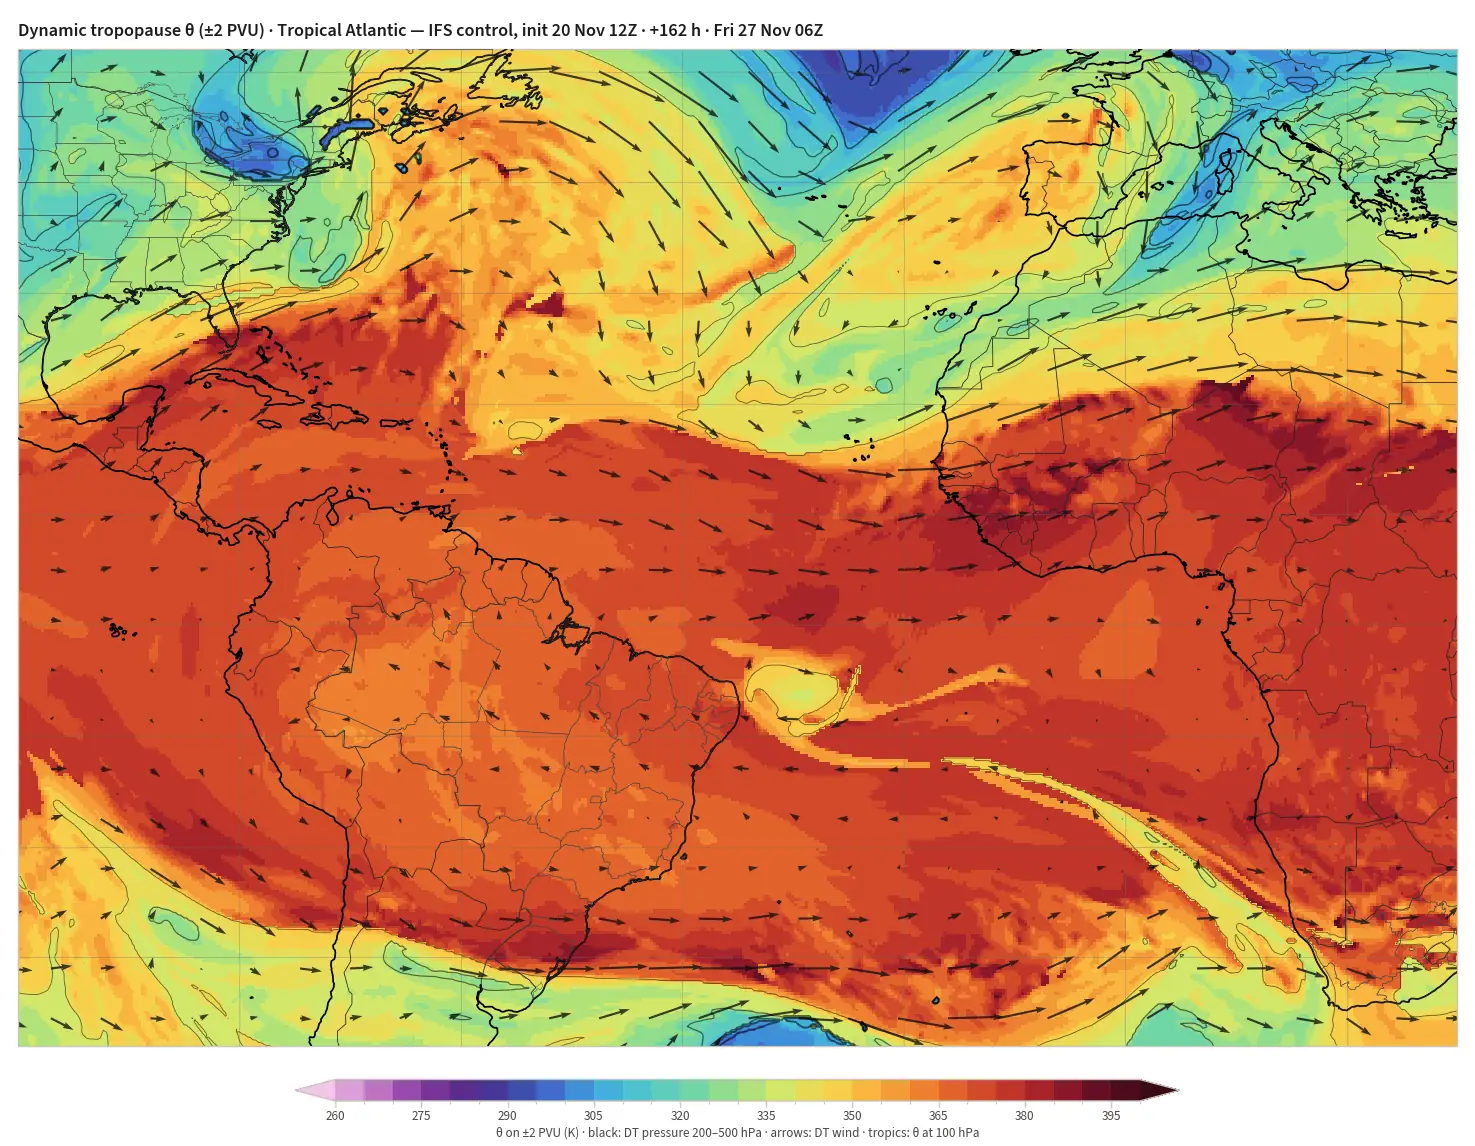 Dynamic tropopause θ (±2 PVU) · Tropical Atlantic — IFS control, init 20 Nov 12Z · +162 h · Fri 27 Nov 06Z
260 275 290 305 320 335 350 365 380 395
θ on ±2 PVU (K) · black: DT pressure 200–500 hPa · arrows: DT wind · tropics: θ at 100 hPa